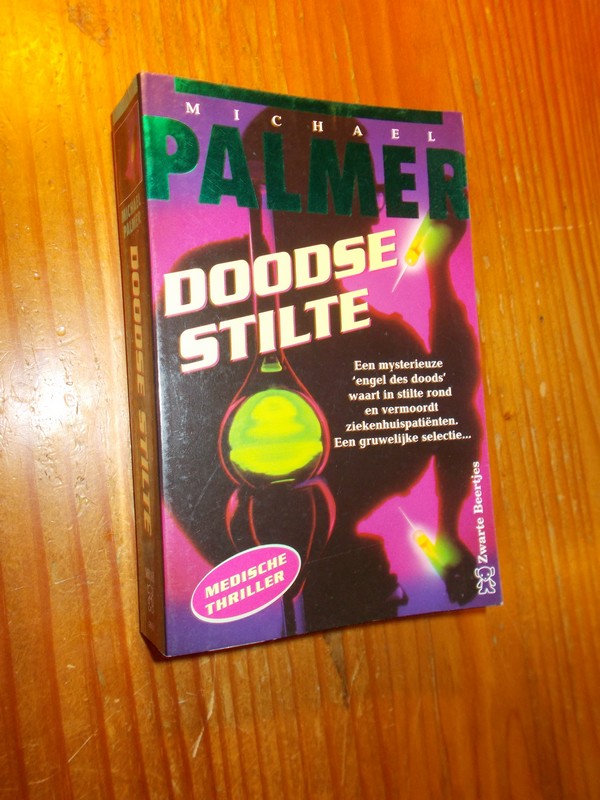 MICHAEL
PALMER
DOODSE
STILTE
Een mysterieuze
'engel des doods'
waart in stilte rond
en vermoordt
ziekenhuispatiënten.
Een gruwelijke selectie...
Zwarte Beertjes
MEDISCHE
THRILLER
MICHAEL
PALMER
DOODSE STILTE